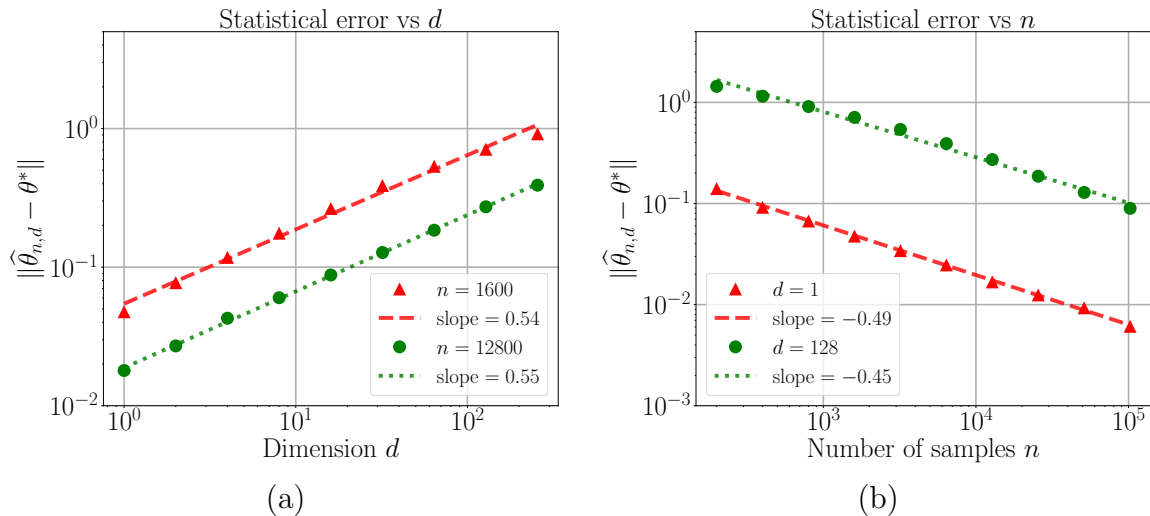 Statistical error vs d
‖θ̂_{n,d} − θ*‖
10^0
10^{-1}
10^{-2}
10^0
10^1
10^2
Dimension d
n = 1600
slope = 0.54
n = 12800
slope = 0.55
(a)
Statistical error vs n
‖θ̂_{n,d} − θ*‖
10^0
10^{-1}
10^{-2}
10^{-3}
10^3
10^4
10^5
Number of samples n
d = 1
slope = −0.49
d = 128
slope = −0.45
(b)